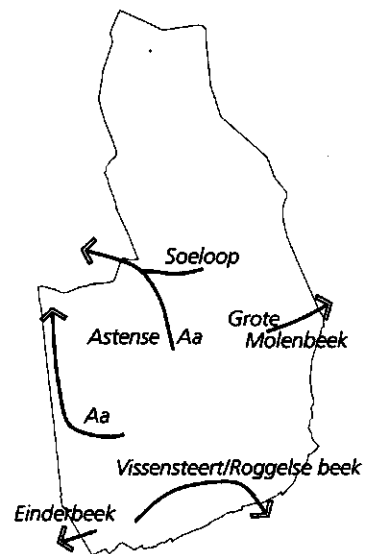 Soeloop
Grote
Astense Aa
Molenbeek
Aa
Vissensteert/Roggelse beek
Einderbeek